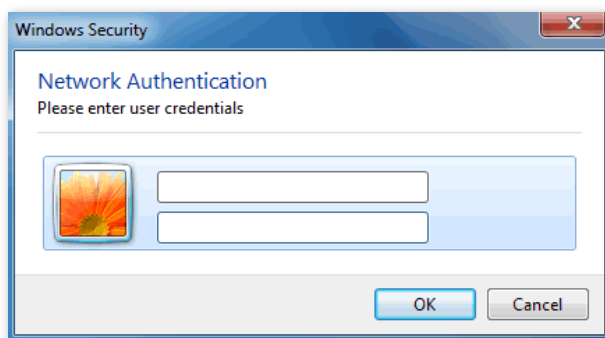 Windows Security
Network Authentication
Please enter user credentials
OK
Cancel